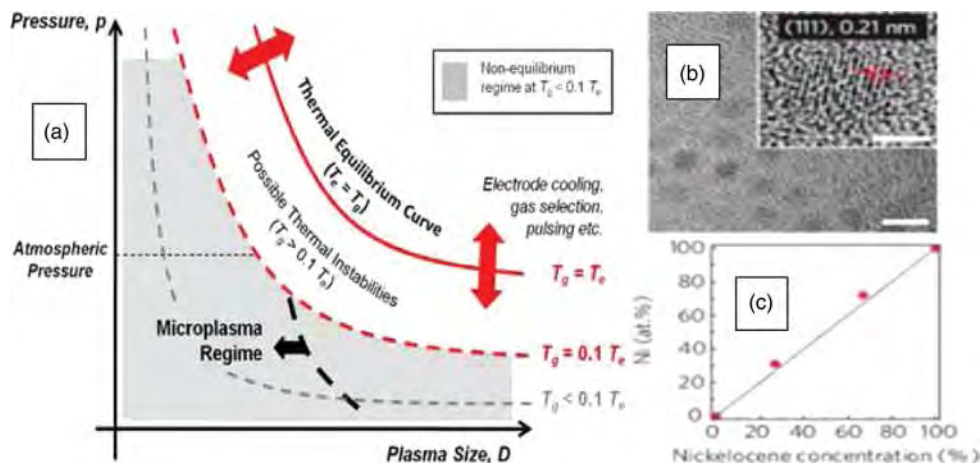 Pressure, p
(a)
Non-equilibrium
regime at Tg < 0.1 Te
Thermal Equilibrium Curve
(Te = Tg)
Possible Thermal Instabilities
(Tg > 0.1 Te)
Electrode cooling,
gas selection,
pulsing etc.
Atmospheric
Pressure
Tg = Te
Microplasma
Regime
Tg = 0.1 Te
Tg < 0.1 Te
Plasma Size, D
(b)
(111), 0.21 nm
(c)
Ni (at.%)
100
80
60
40
20
0
0 20 40 60 80 100
Nickelocene concentration (%)